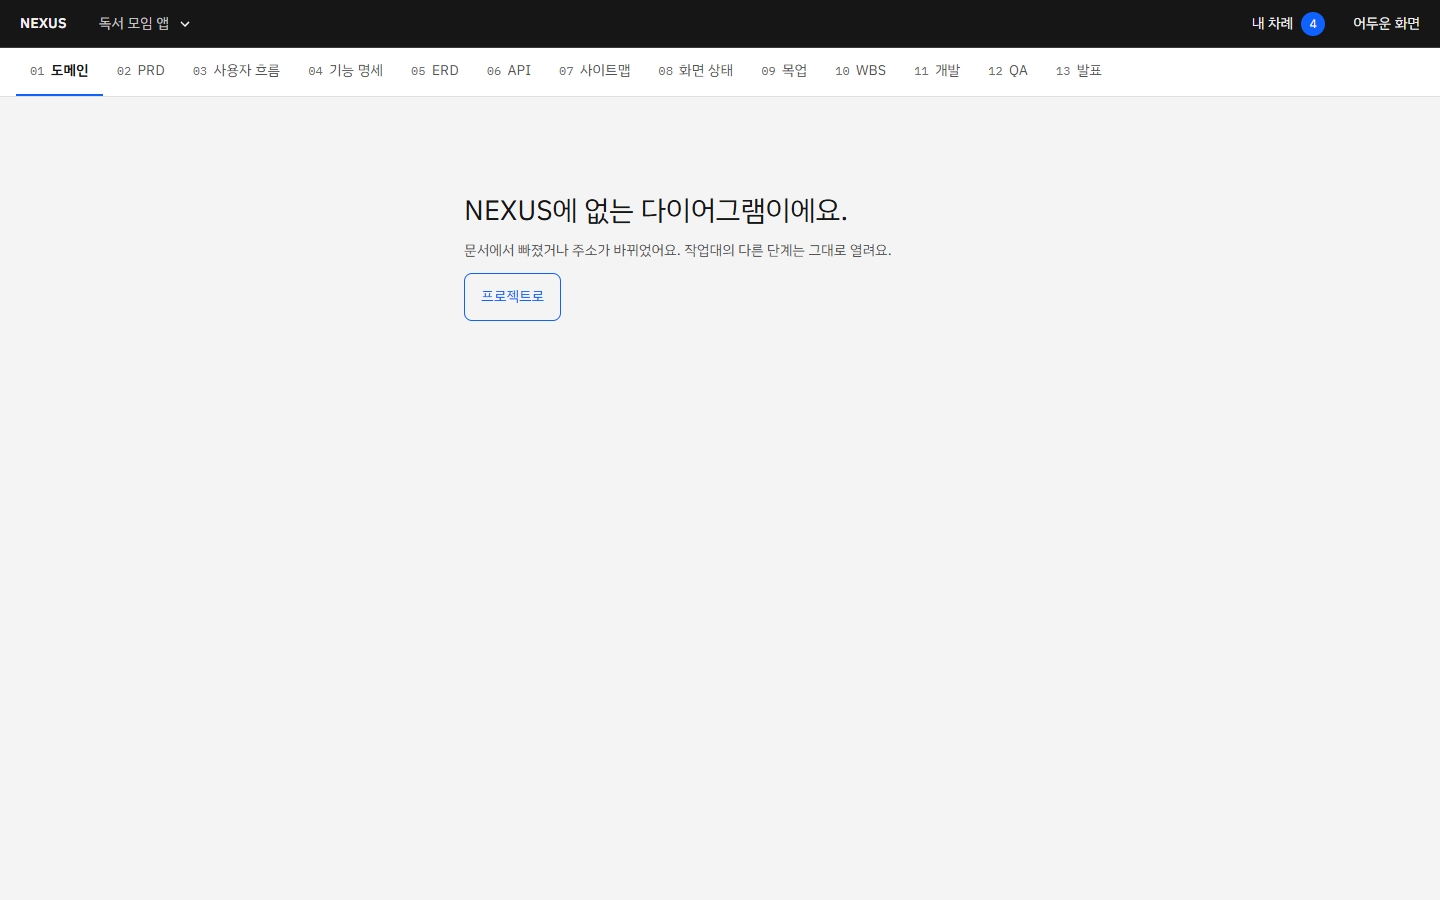 NEXUS 독서 모임 앱 내 차례 4 어두운 화면
01 도메인 02 PRD 03 사용자 흐름 04 기능 명세 05 ERD 06 API 07 사이트맵 08 화면 상태 09 목업 10 WBS 11 개발 12 QA 13 발표
NEXUS에 없는 다이어그램이에요.
문서에서 빠졌거나 주소가 바뀌었어요. 작업대의 다른 단계는 그대로 열려요.
프로젝트로